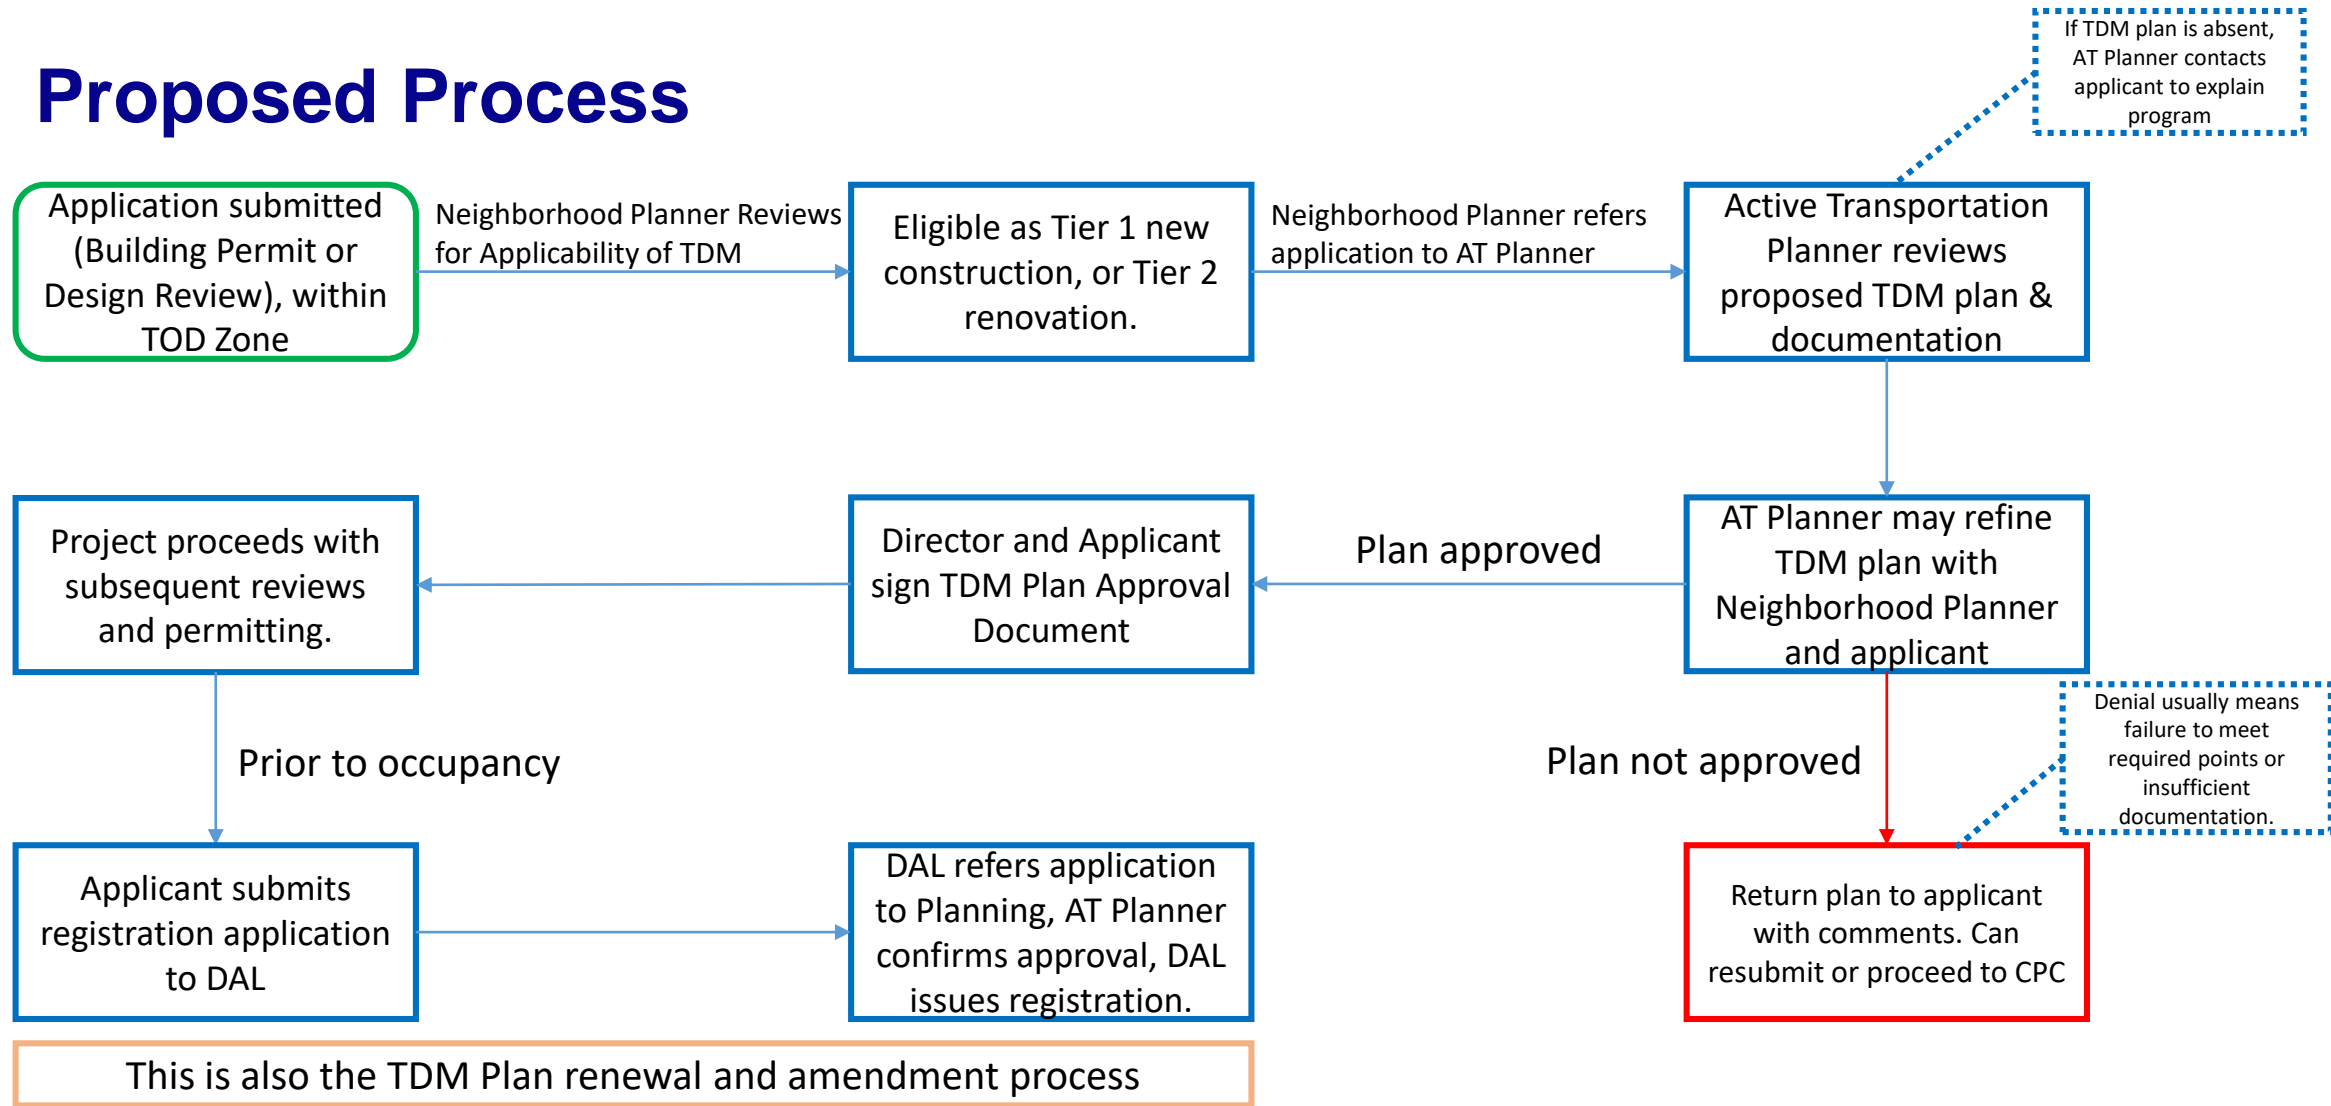 Proposed Process
If TDM plan is absent,
AT Planner contacts
applicant to explain
program
Application submitted
(Building Permit or
Design Review), within
TOD Zone
Neighborhood Planner Reviews
for Applicability of TDM
Eligible as Tier 1 new
construction, or Tier 2
renovation.
Neighborhood Planner refers
application to AT Planner
Active Transportation
Planner reviews
proposed TDM plan &
documentation
AT Planner may refine
TDM plan with
Neighborhood Planner
and applicant
Plan approved
Director and Applicant
sign TDM Plan Approval
Document
Project proceeds with
subsequent reviews
and permitting.
Prior to occupancy
Plan not approved
Denial usually means
failure to meet
required points or
insufficient
documentation.
Applicant submits
registration application
to DAL
DAL refers application
to Planning, AT Planner
confirms approval, DAL
issues registration.
Return plan to applicant
with comments. Can
resubmit or proceed to CPC
This is also the TDM Plan renewal and amendment process